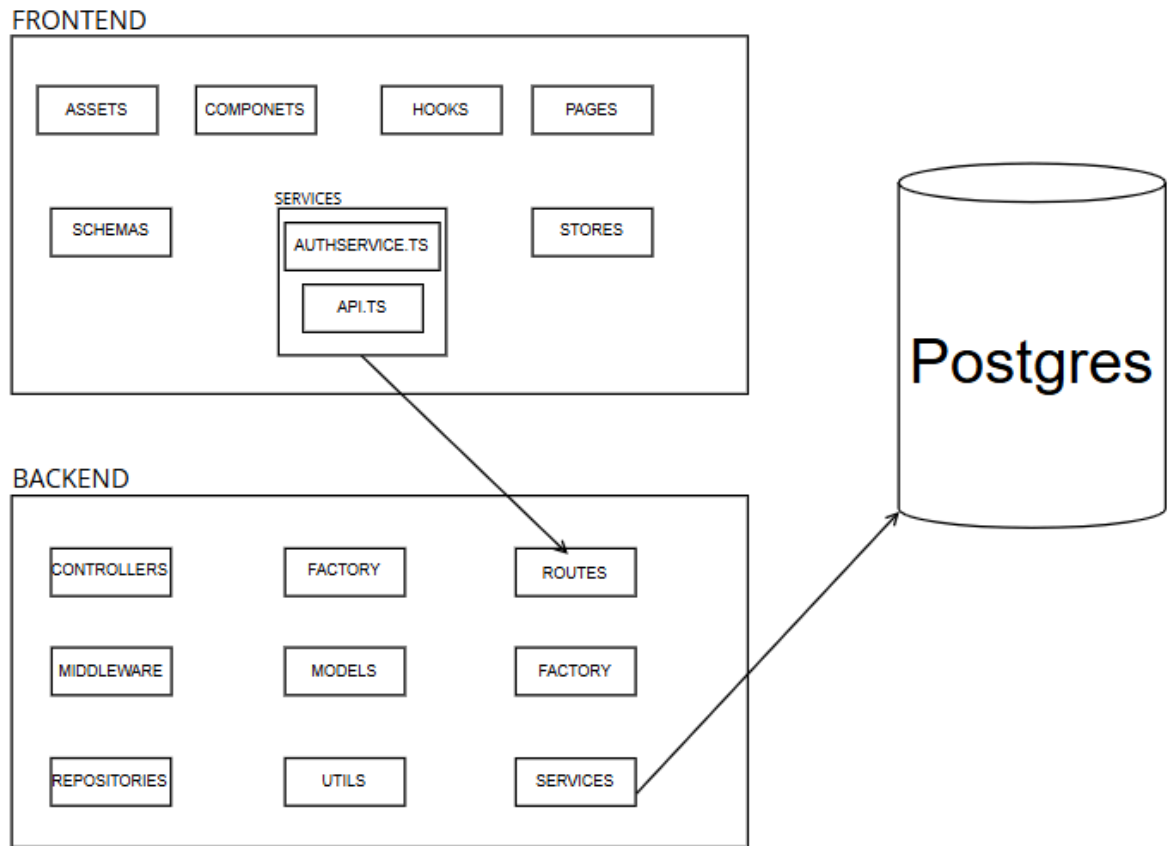 FRONTEND
ASSETS
COMPONETS
HOOKS
PAGES
SCHEMAS
SERVICES
AUTHSERVICE.TS
API.TS
STORES
Postgres
BACKEND
CONTROLLERS
FACTORY
ROUTES
MIDDLEWARE
MODELS
FACTORY
REPOSITORIES
UTILS
SERVICES